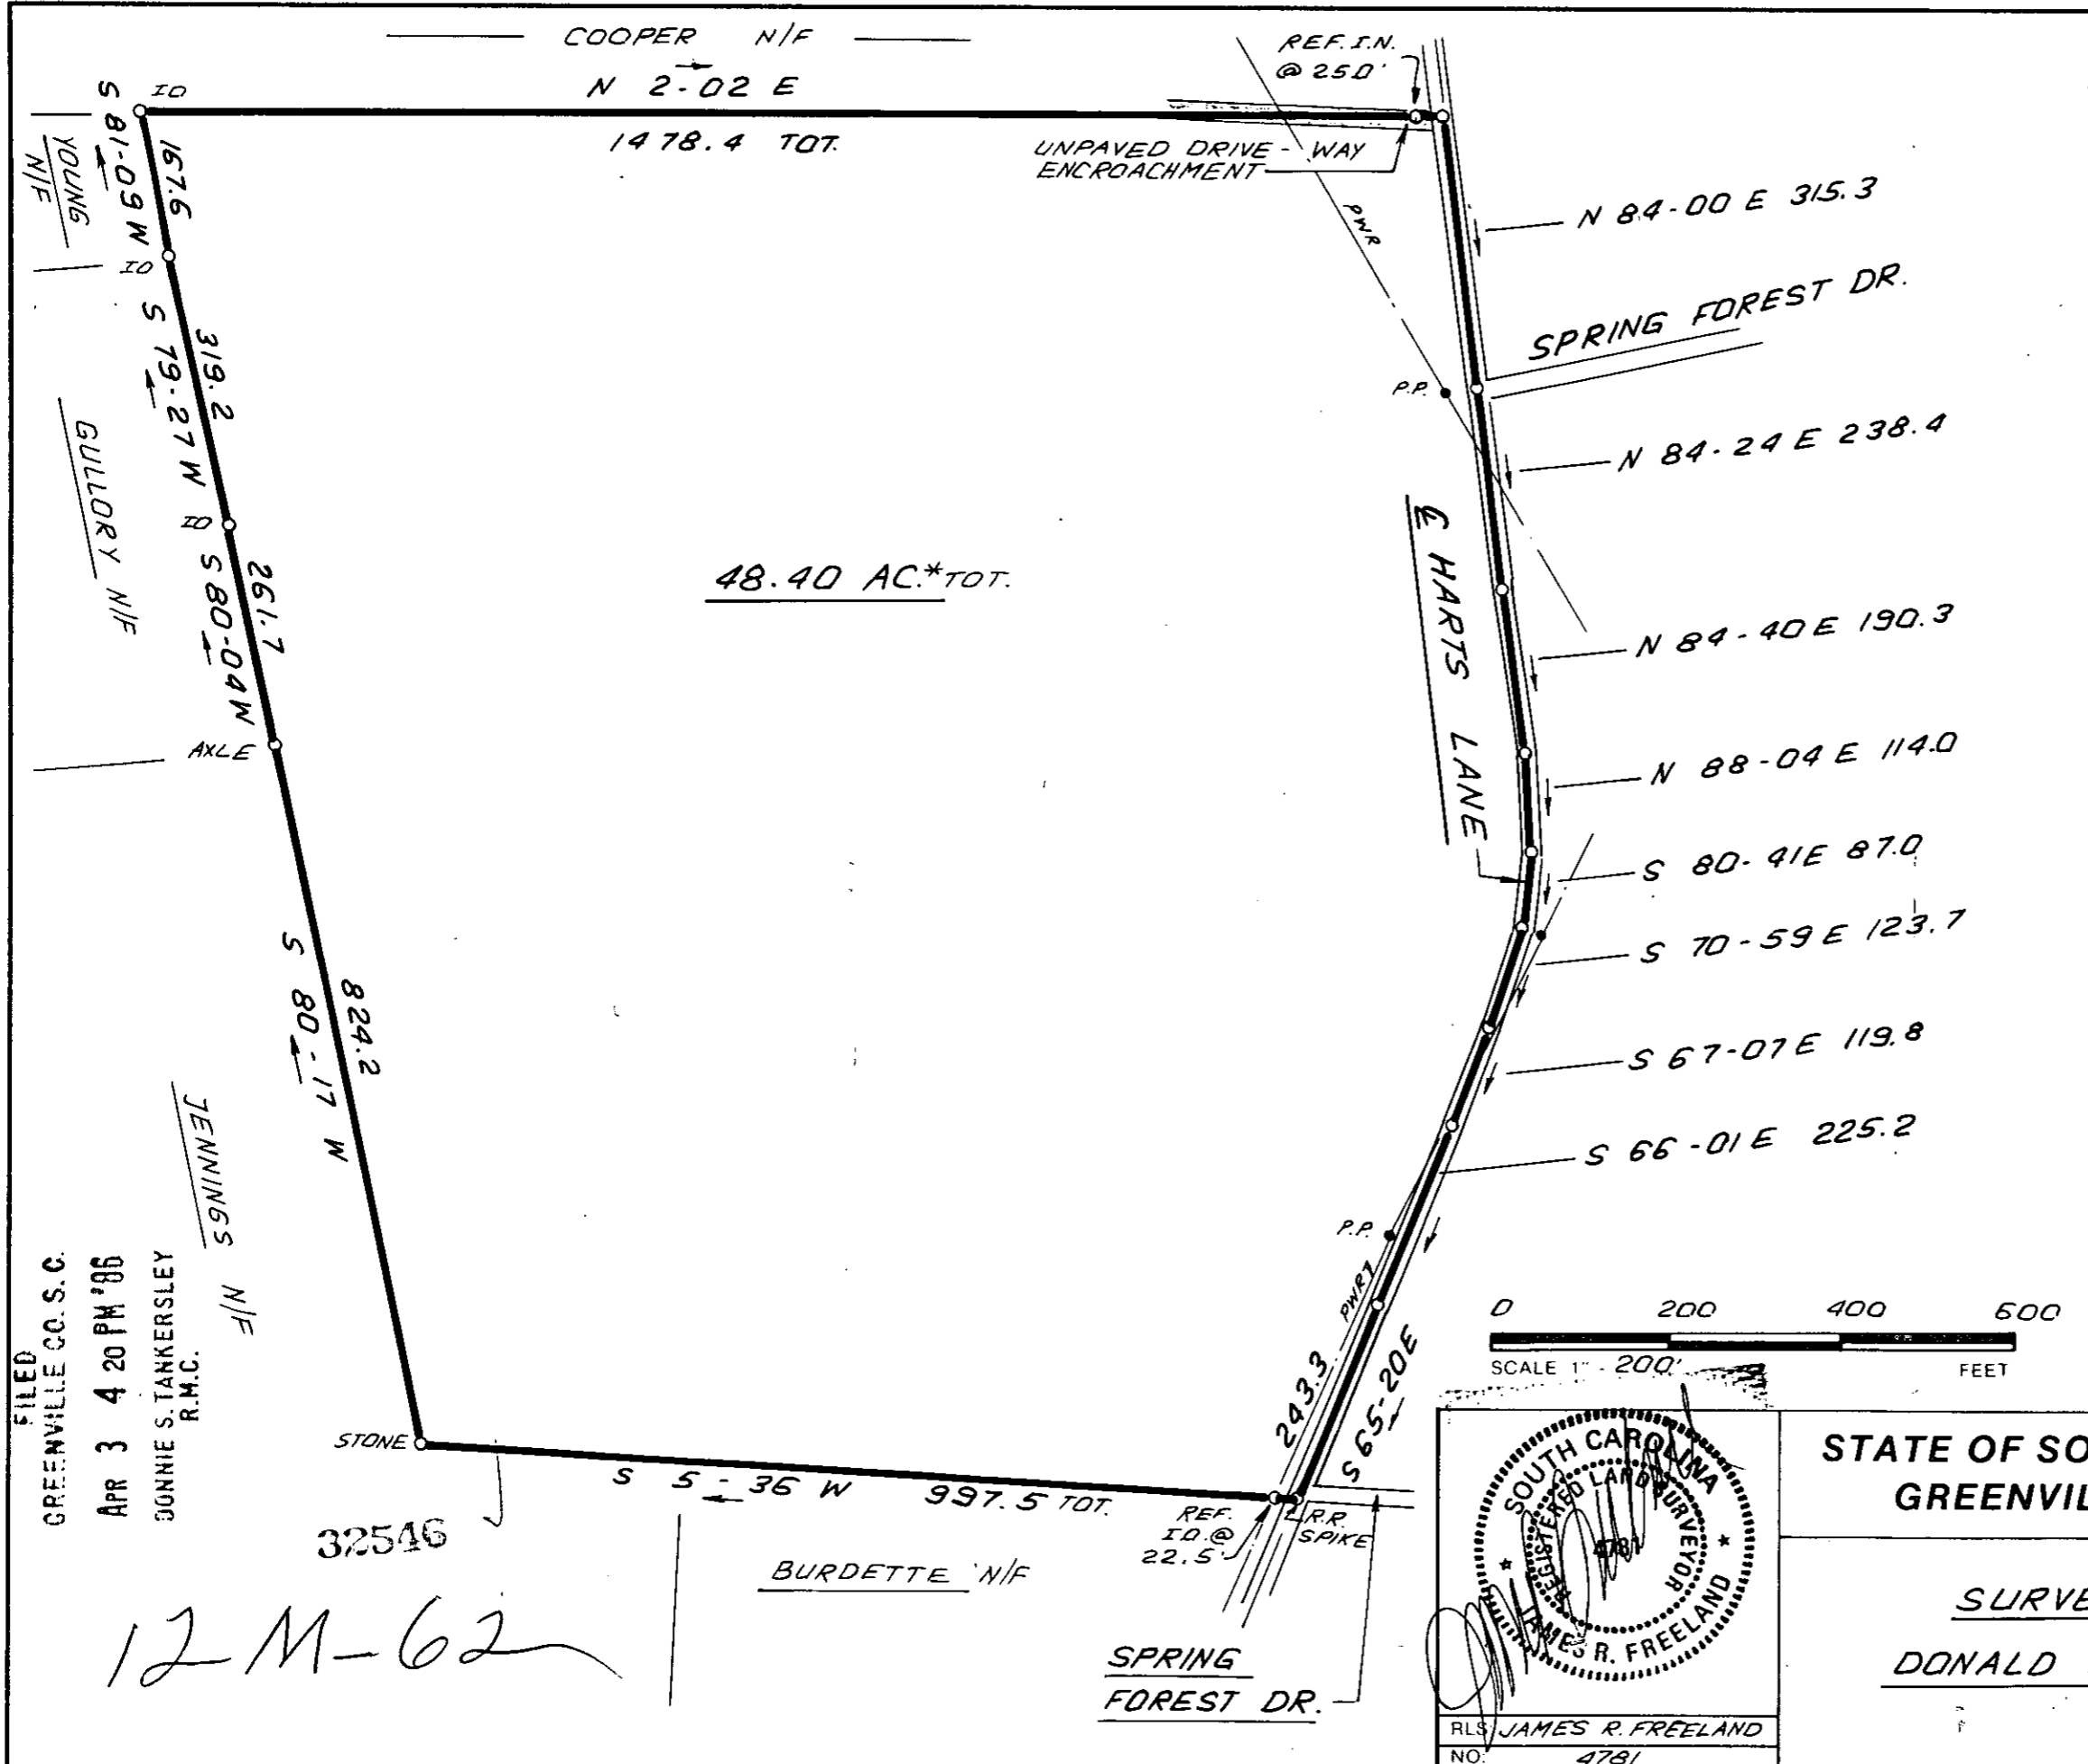 COOPER N/F
N 2-02 E
1478.4 TOT.
REF. I.N.
@ 25.0'
UNPAVED DRIVE-WAY
ENCROACHMENT
IO
S 81-09 W
167.6
YOUNG
N/F
IO
319.2
S 79-27 W
GULLORY N/F
IO
261.7
S 80-04 W
AXLE
824.2
S 80-17 W
JENNINGS N/F
STONE
S 5-36 W
997.5 TOT.
48.40 AC.* TOT.
PWR
P.P.
N 84-00 E 315.3
SPRING FOREST DR.
N 84-24 E 238.4
℄ HARTS LANE
N 84-40 E 190.3
N 88-04 E 114.0
S 80-41 E 87.0
S 70-59 E 123.7
S 67-07 E 119.8
S 66-01 E 225.2
P.P.
243.3
S 65-20 E
REF.
I.O. @
22.5'
R.R.
SPIKE
BURDETTE N/F
SPRING
FOREST DR.
0 200 400 600
SCALE 1" - 200' FEET
FILED
GREENVILLE CO. S.C.
APR 3 4 20 PM '86
DONNIE S. TANKERSLEY
R.M.C.
32546
12-M-62
SOUTH CAROLINA
REGISTERED LAND SURVEYOR
4781
JAMES R. FREELAND
RLS JAMES R. FREELAND
NO. 4781
STATE OF SO
GREENVIL
SURVE
DONALD